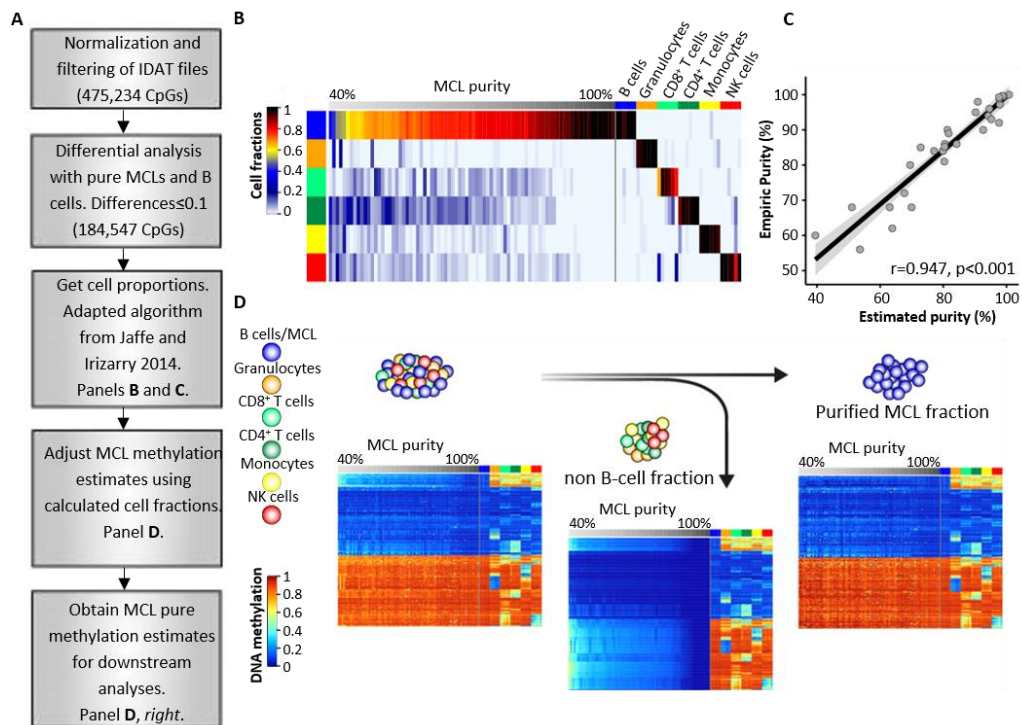 A
Normalization and
filtering of IDAT files
(475,234 CpGs)
Differential analysis
with pure MCLs and B
cells. Differences≤0.1
(184,547 CpGs)
Get cell proportions.
Adapted algorithm
from Jaffe and
Irizarry 2014.
Panels B and C.
Adjust MCL methylation
estimates using
calculated cell fractions.
Panel D.
Obtain MCL pure
methylation estimates
for downstream
analyses.
Panel D, right.
B
MCL purity
40%
100%
B cells
Granulocytes
CD8⁺ T cells
CD4⁺ T cells
Monocytes
NK cells
Cell fractions
1
0.8
0.6
0.4
0.2
0
C
Empiric Purity (%)
100
90
80
70
60
50
r=0.947, p<0.001
40
60
80
100
Estimated purity (%)
D
B cells/MCL
Granulocytes
CD8⁺ T cells
CD4⁺ T cells
Monocytes
NK cells
DNA methylation
1
0.8
0.6
0.4
0.2
0
MCL purity
40%
100%
non B-cell fraction
MCL purity
40%
100%
Purified MCL fraction
MCL purity
40%
100%